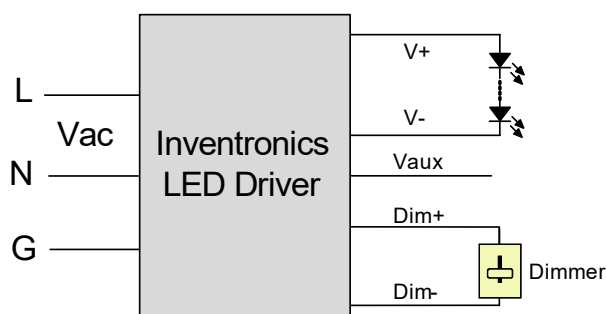 L
Vac
N
G
Inventronics
LED Driver
V+
V-
Vaux
Dim+
Dim-
Dimmer